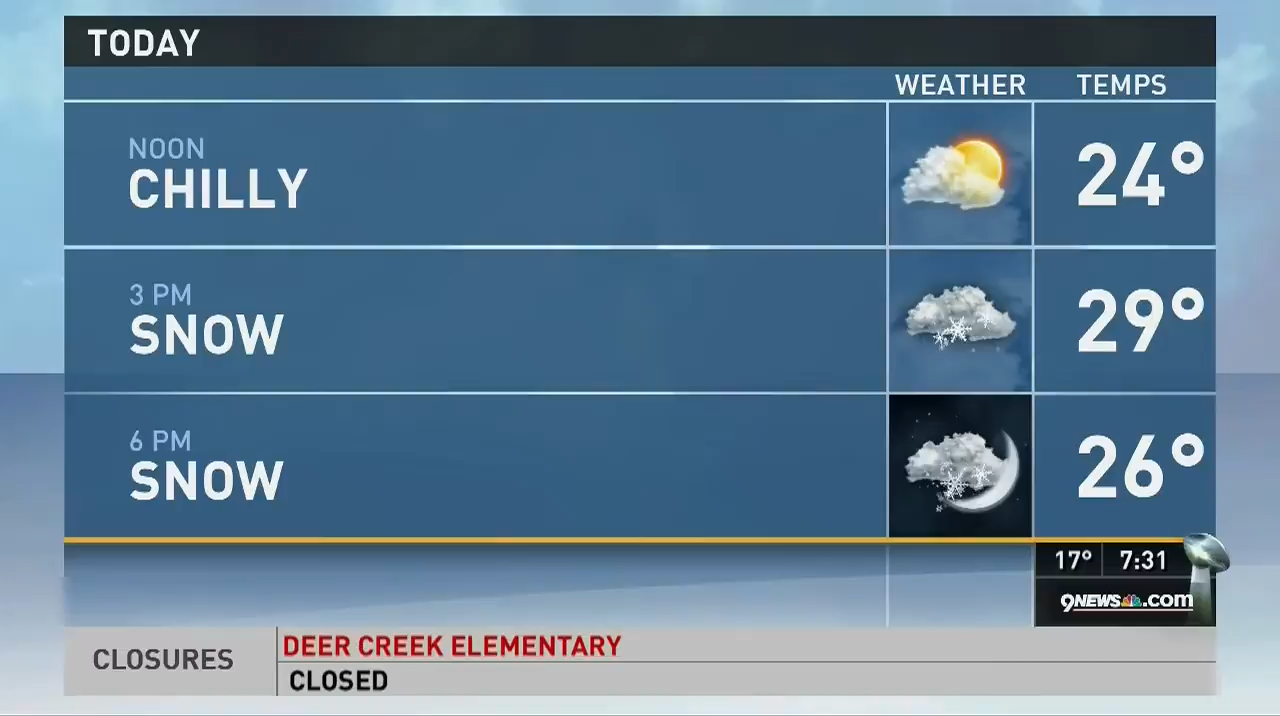 TODAY
WEATHER TEMPS
NOON
CHILLY
24°
3 PM
SNOW
29°
6 PM
SNOW
26°
17° 7:31
9NEWS.com
CLOSURES
DEER CREEK ELEMENTARY
CLOSED